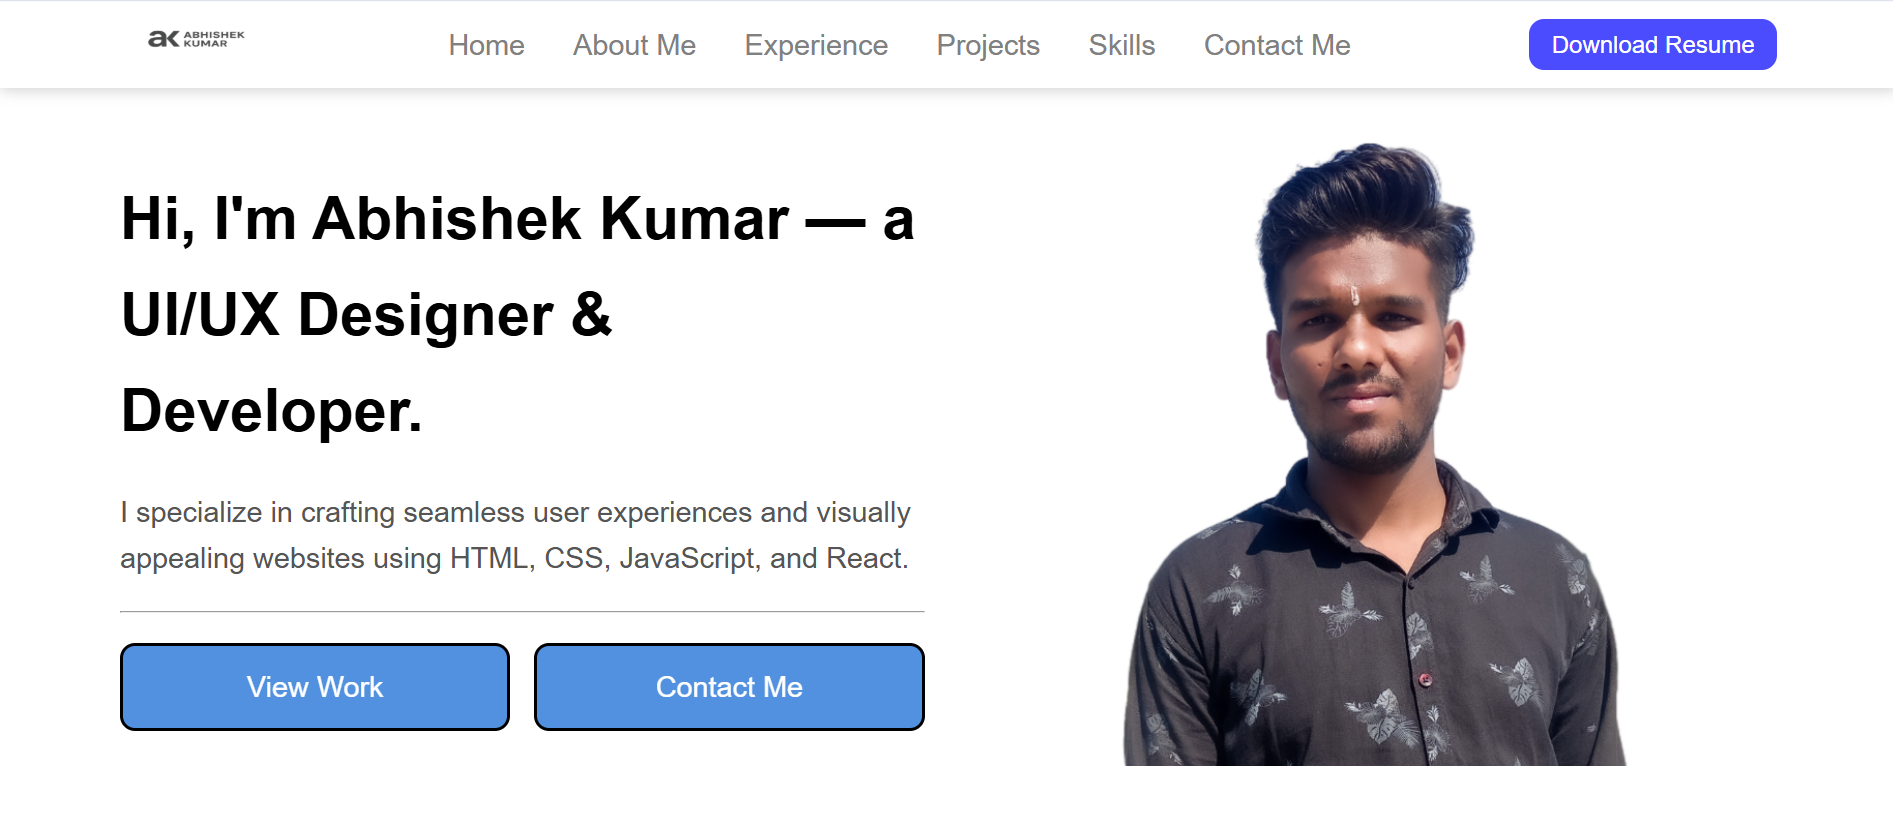 ak ABHISHEK
KUMAR
Home About Me Experience Projects Skills Contact Me
Download Resume
Hi, I'm Abhishek Kumar — a
UI/UX Designer &
Developer.
I specialize in crafting seamless user experiences and visually
appealing websites using HTML, CSS, JavaScript, and React.
View Work
Contact Me